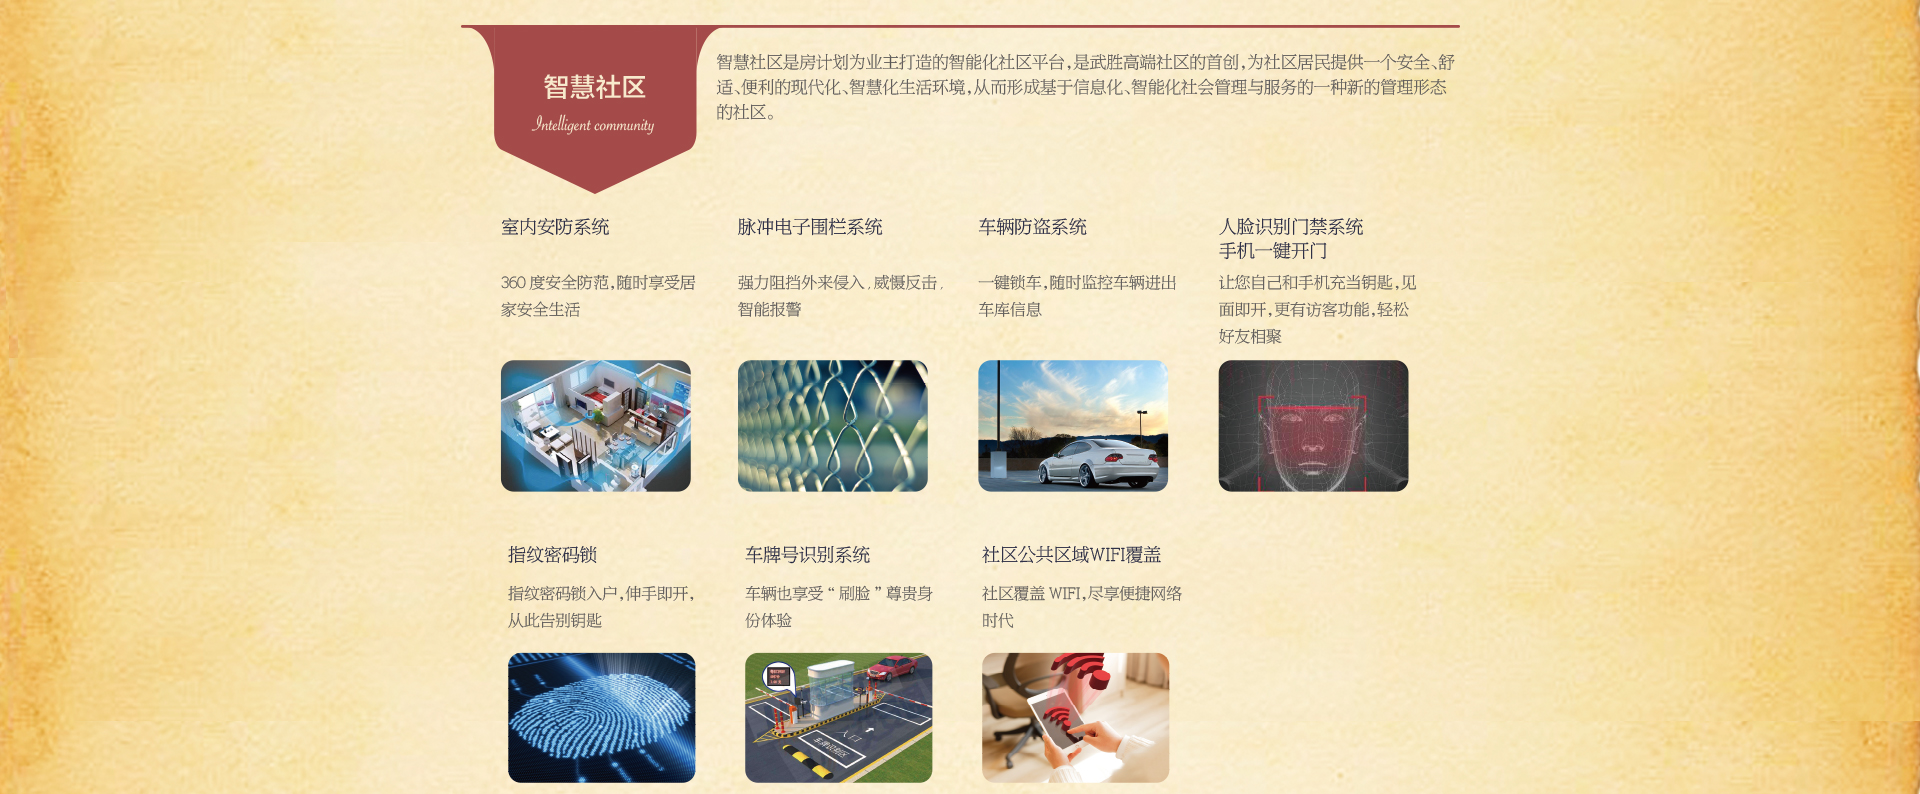 智慧社区
Intelligent community
智慧社区是房计划为业主打造的智能化社区平台,是武胜高端社区的首创,为社区居民提供一个安全、舒
适、便利的现代化、智慧化生活环境,从而形成基于信息化、智能化社会管理与服务的一种新的管理形态
的社区。
室内安防系统
360 度安全防范,随时享受居
家安全生活
脉冲电子围栏系统
强力阻挡外来侵入,威慑反击,
智能报警
车辆防盗系统
一键锁车,随时监控车辆进出
车库信息
人脸识别门禁系统
手机一键开门
让您自己和手机充当钥匙,见
面即开,更有访客功能,轻松
好友相聚
指纹密码锁
指纹密码锁入户,伸手即开,
从此告别钥匙
车牌号识别系统
车辆也享受“刷脸”尊贵身
份体验
入口
车牌识别区
社区公共区域WIFI覆盖
社区覆盖 WIFI,尽享便捷网络
时代